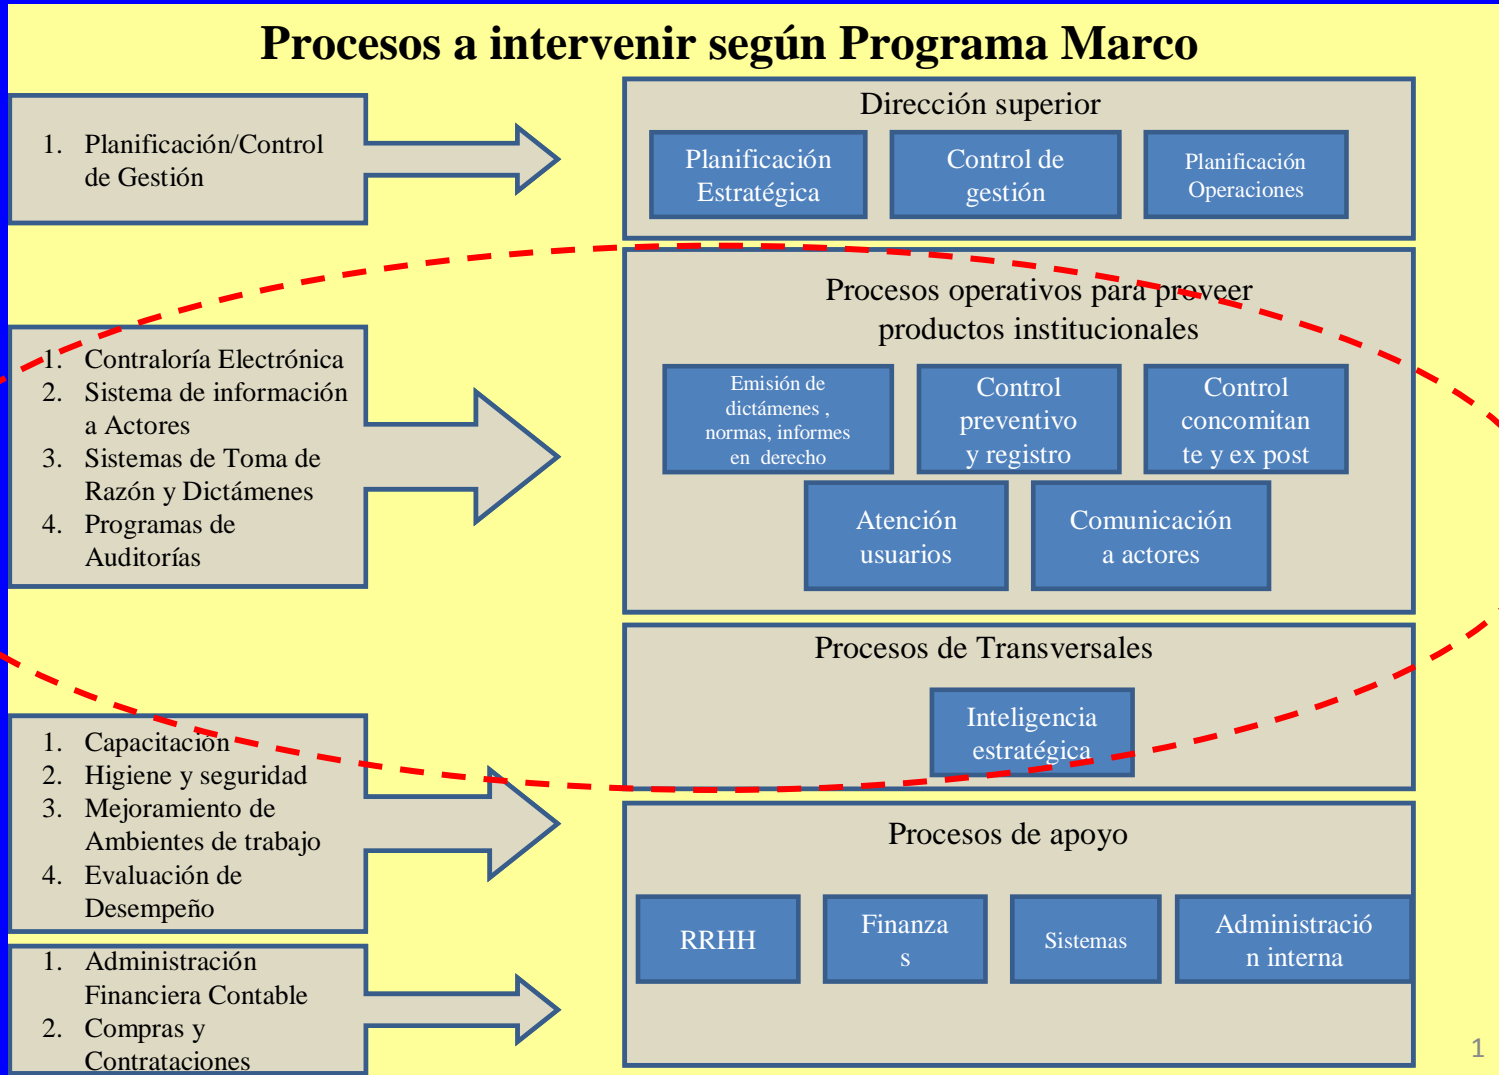 Procesos a intervenir según Programa Marco
1. Planificación/Control
de Gestión
Dirección superior
Planificación
Estratégica
Control de
gestión
Planificación
Operaciones
1. Contraloría Electrónica
2. Sistema de información
a Actores
3. Sistemas de Toma de
Razón y Dictámenes
4. Programas de
Auditorías
Procesos operativos para proveer
productos institucionales
Emisión de
dictámenes ,
normas, informes
en derecho
Control
preventivo
y registro
Control
concomitan
te y ex post
Atención
usuarios
Comunicación
a actores
Procesos de Transversales
Inteligencia
estratégica
1. Capacitación
2. Higiene y seguridad
3. Mejoramiento de
Ambientes de trabajo
4. Evaluación de
Desempeño
Procesos de apoyo
RRHH
Finanza
s
Sistemas
Administració
n interna
1. Administración
Financiera Contable
2. Compras y
Contrataciones
1